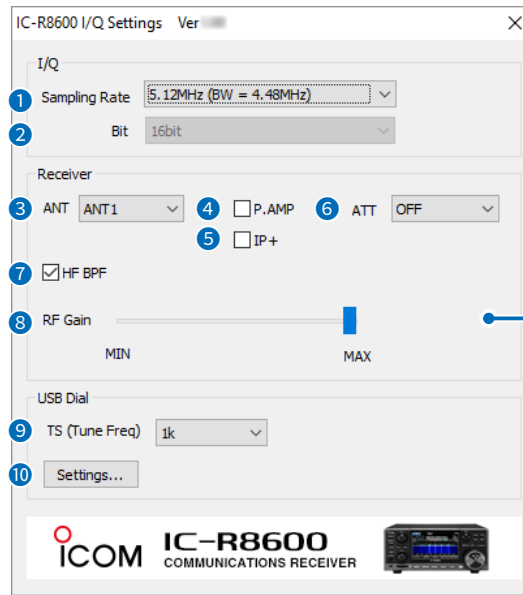 IC-R8600 I/Q Settings Ver
I/Q
1 Sampling Rate 5.12MHz (BW = 4.48MHz)
2 Bit 16bit
Receiver
3 ANT ANT1 4 P.AMP 6 ATT OFF
5 IP+
7 HF BPF
8 RF Gain
MIN MAX
USB Dial
9 TS (Tune Freq) 1k
10 Settings...
ICOM IC-R8600
COMMUNICATIONS RECEIVER